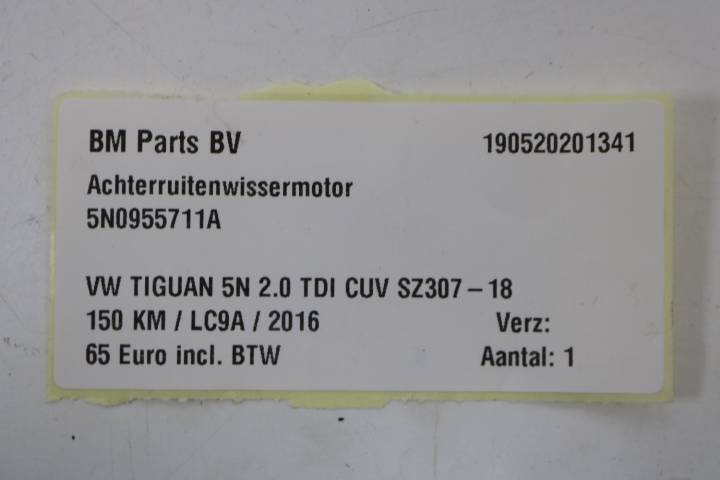 BM Parts BV 190520201341
Achterruitenwissermotor
5N0955711A
VW TIGUAN 5N 2.0 TDI CUV SZ307-18
150 KM / LC9A / 2016 Verz:
65 Euro incl. BTW Aantal: 1